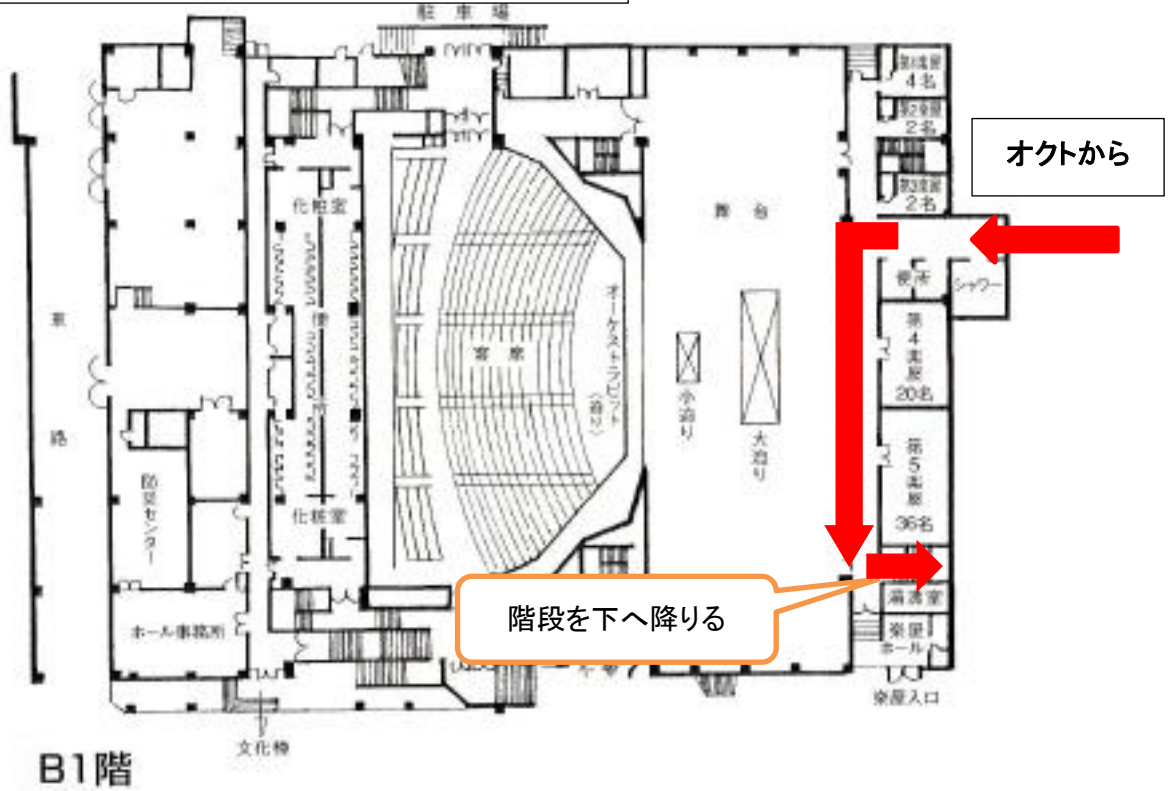 駐車場
第1楽屋
4名
第2楽屋
2名
第3楽屋
2名
オクトから
化粧室
舞台
便所
シャワー
オーケストラピット
(迫り)
客席
小迫り
大迫り
第4楽屋
20名
第5楽屋
36名
路
防災センター
化粧室
階段を下へ降りる
湯沸室
楽屋
ホール
ホール事務所
楽屋入口
文化棟
B1階